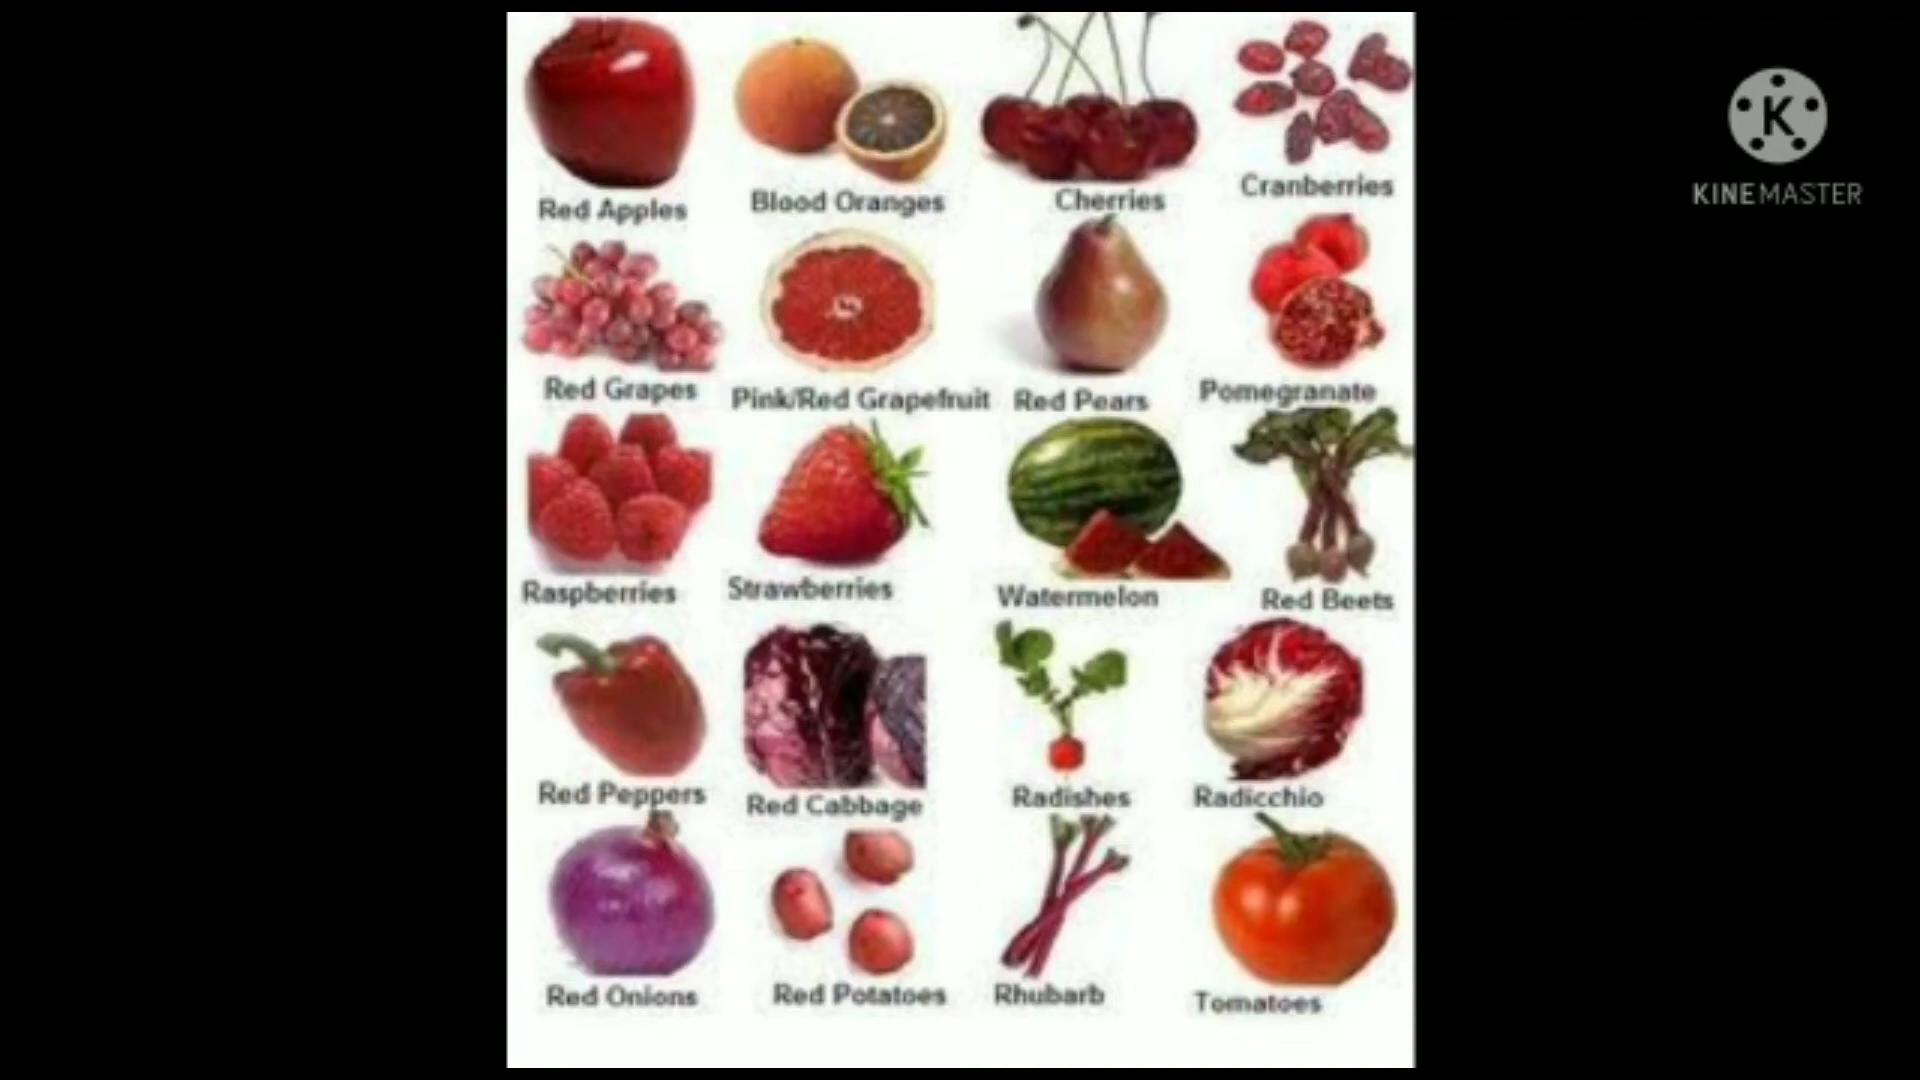 Red Apples
Blood Oranges
Cherries
Cranberries
Red Grapes
Pink/Red Grapefruit
Red Pears
Pomegranate
Raspberries
Strawberries
Watermelon
Red Beets
Red Peppers
Red Cabbage
Radishes
Radicchio
Red Onions
Red Potatoes
Rhubarb
Tomatoes
K
KINEMASTER